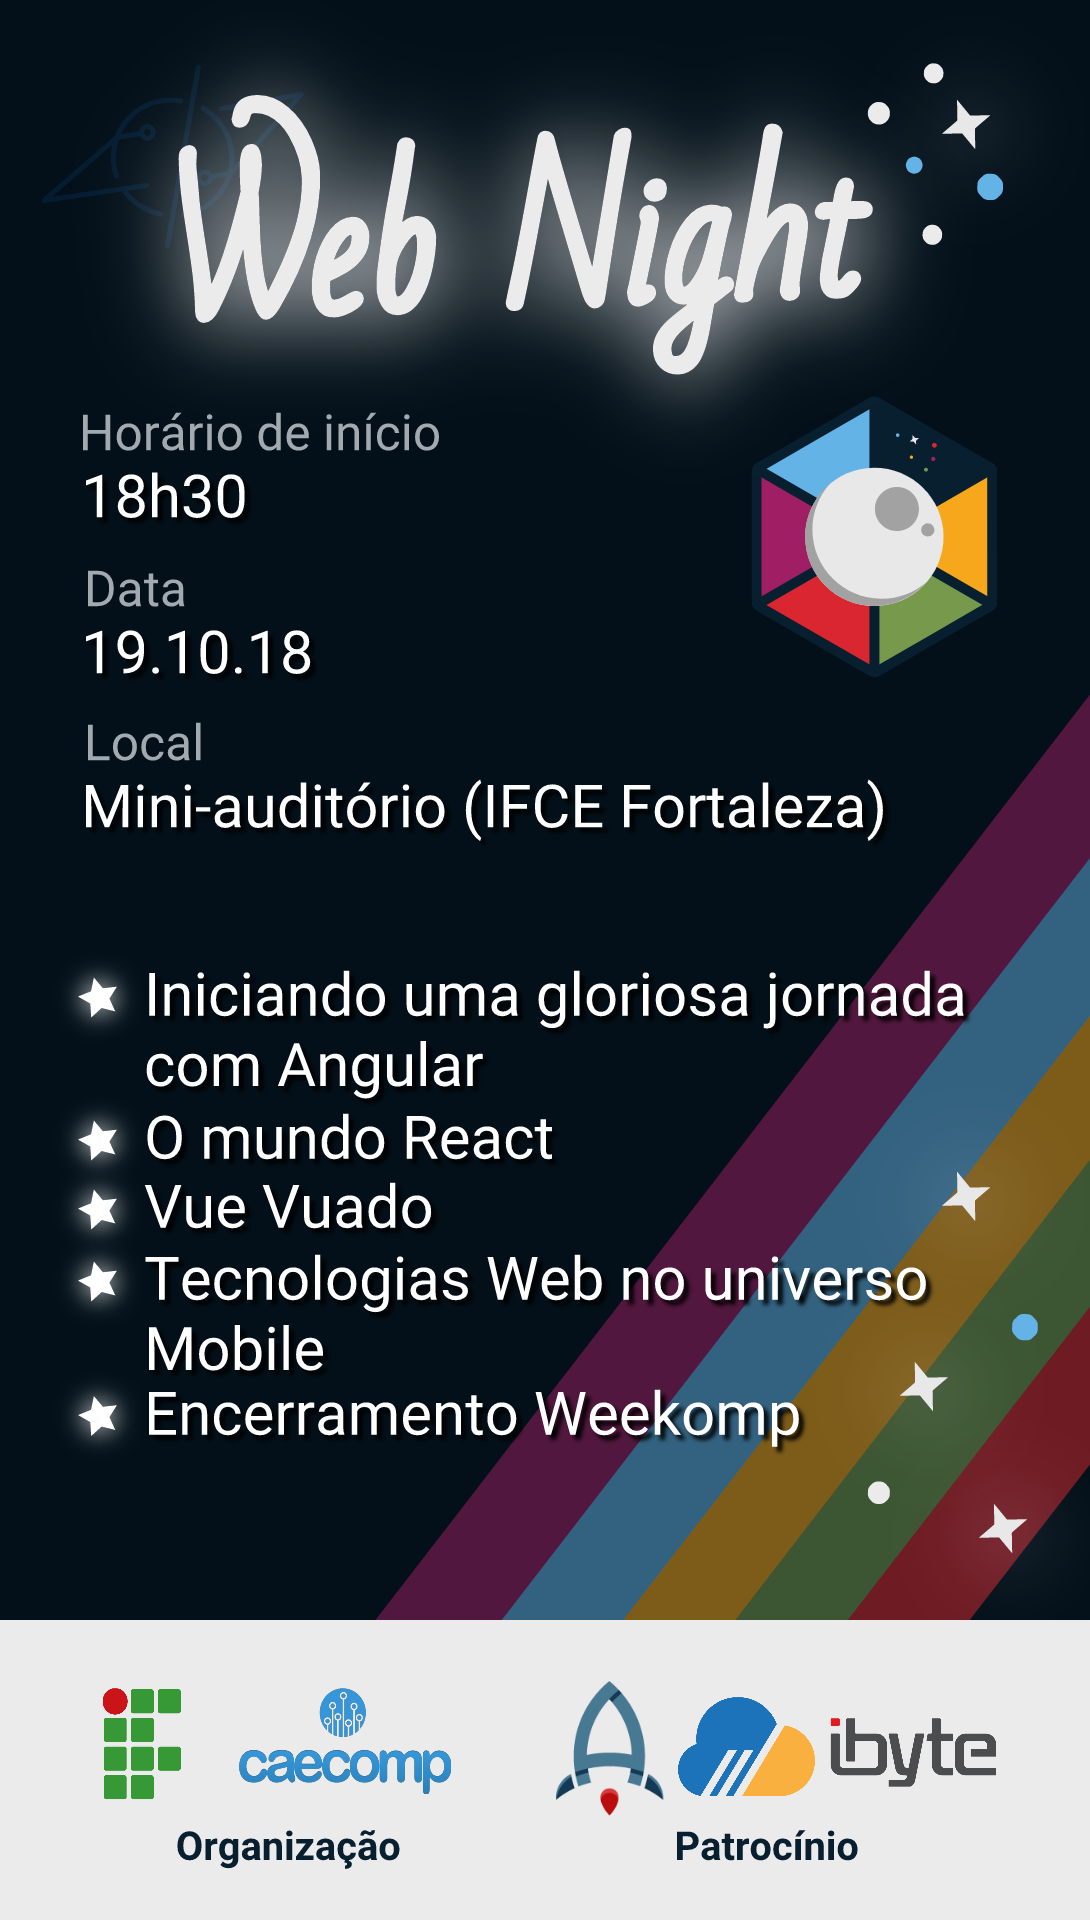 Web Night
Horário de início
18h30
Data
19.10.18
Local
Mini-auditório (IFCE Fortaleza)
Iniciando uma gloriosa jornada
com Angular
O mundo React
Vue Vuado
Tecnologias Web no universo
Mobile
Encerramento Weekomp
caecomp
ibyte
Organização
Patrocínio